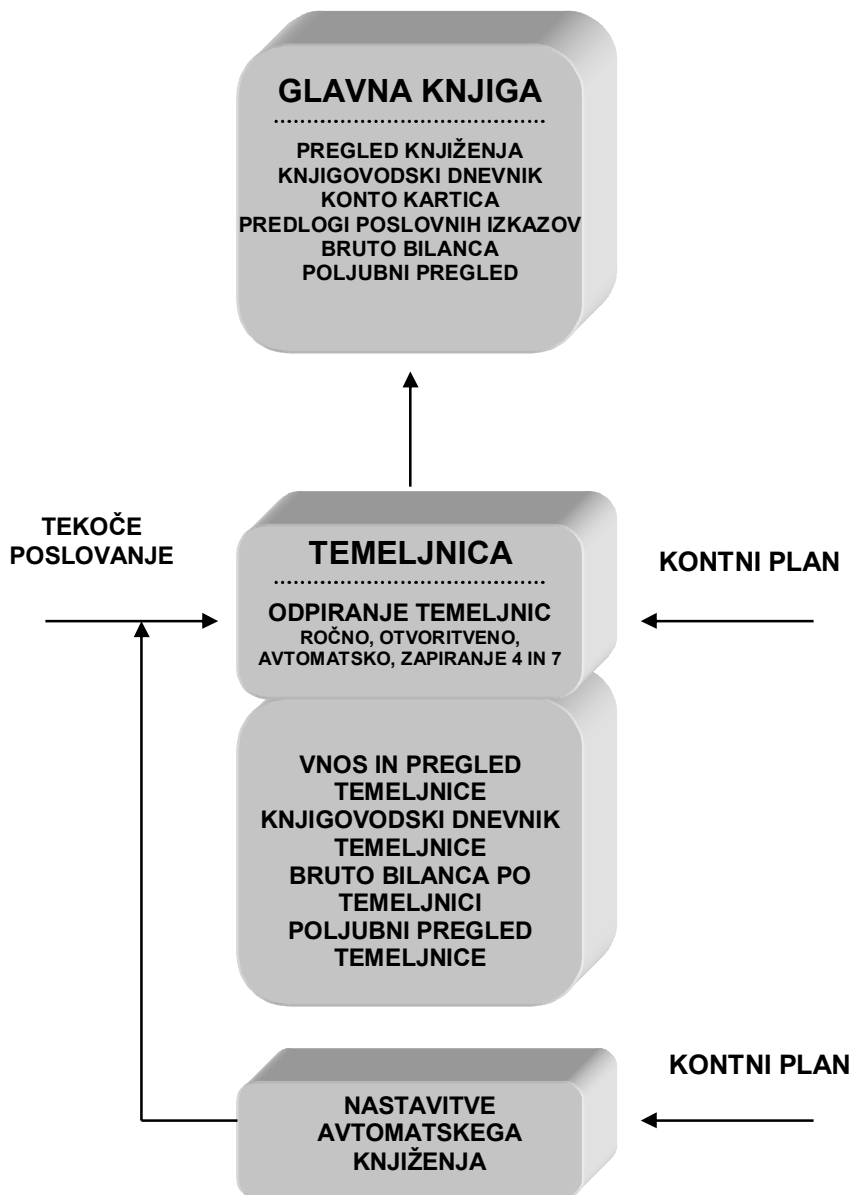 GLAVNA KNJIGA
PREGLED KNJIŽENJA
KNJIGOVODSKI DNEVNIK
KONTO KARTICA
PREDLOGI POSLOVNIH IZKAZOV
BRUTO BILANCA
POLJUBNI PREGLED
TEKOČE
POSLOVANJE
TEMELJNICA
ODPIRANJE TEMELJNIC
ROČNO, OTVORITVENO,
AVTOMATSKO, ZAPIRANJE 4 IN 7
KONTNI PLAN
VNOS IN PREGLED
TEMELJNICE
KNJIGOVODSKI DNEVNIK
TEMELJNICE
BRUTO BILANCA PO
TEMELJNICI
POLJUBNI PREGLED
TEMELJNICE
KONTNI PLAN
NASTAVITVE
AVTOMATSKEGA
KNJIŽENJA